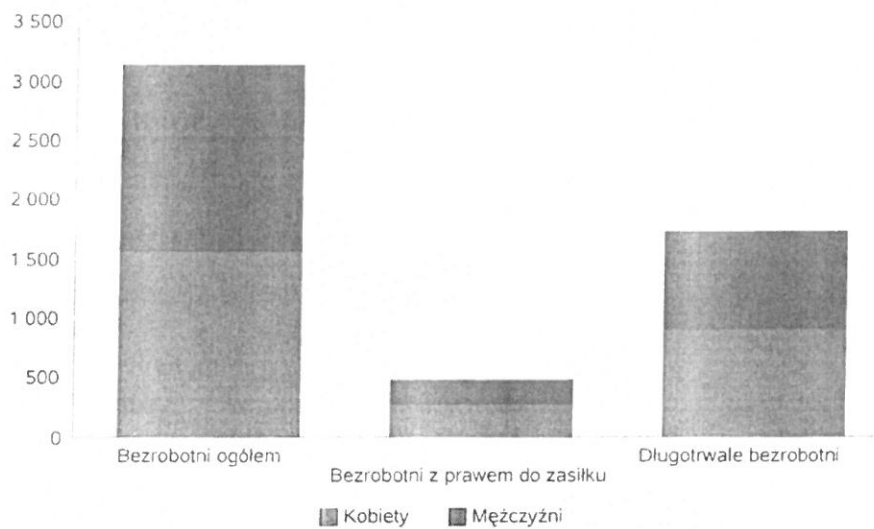 3 500
3 000
2 500
2 000
1 500
1 000
500
0
Bezrobotni ogółem
Bezrobotni z prawem do zasiłku
Długotrwale bezrobotni
Kobiety
Mężczyźni